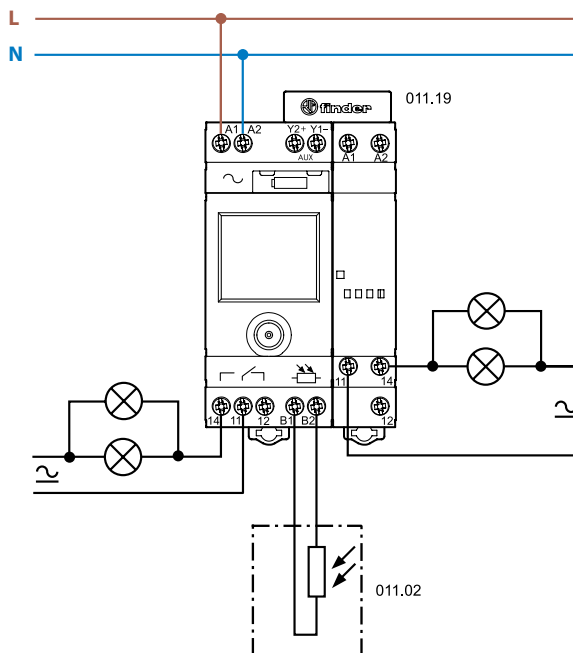 L
N
finder
011.19
A1 A2 Y2+ Y1- A1 A2
AUX
11 14
14 11 12 B1 B2 12
011.02